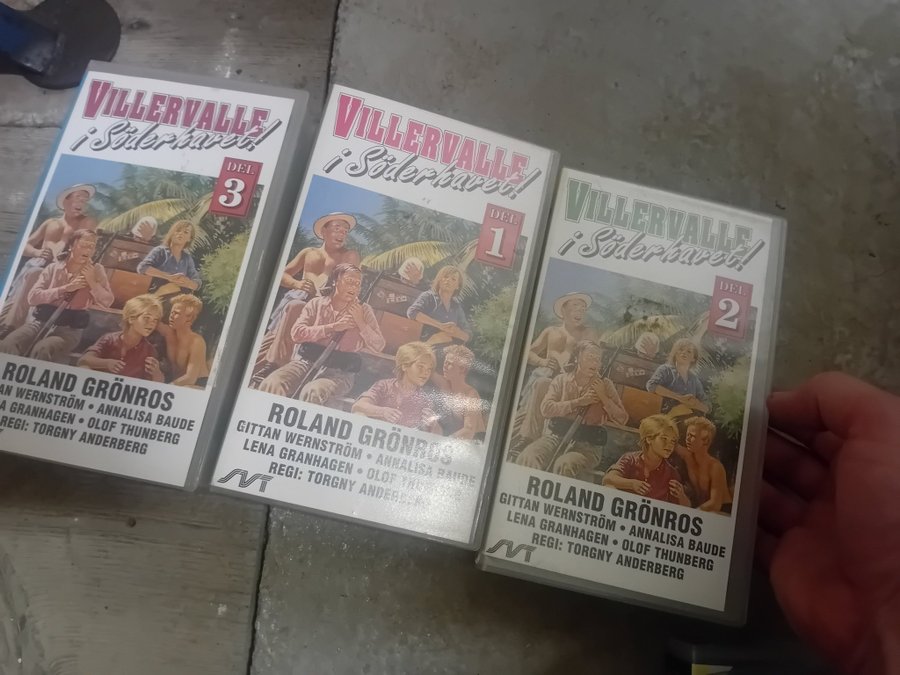 VILLERVALLE
i Söderhavet!
DEL
3
ROLAND GRÖNROS
AN WERNSTRÖM • ANNALISA BAUDE
NA GRANHAGEN • OLOF THUNBERG
REGI: TORGNY ANDERBERG
VILLERVALLE
i Söderhavet!
DEL
1
ROLAND GRÖNROS
GITTAN WERNSTRÖM • ANNALISA BAUDE
LENA GRANHAGEN • OLOF THUNBERG
REGI: TORGNY ANDERBERG
SVT
VILLERVALLE
i Söderhavet!
DEL
2
ROLAND GRÖNROS
GITTAN WERNSTRÖM • ANNALISA BAUDE
LENA GRANHAGEN • OLOF THUNBERG
REGI: TORGNY ANDERBERG
SVT